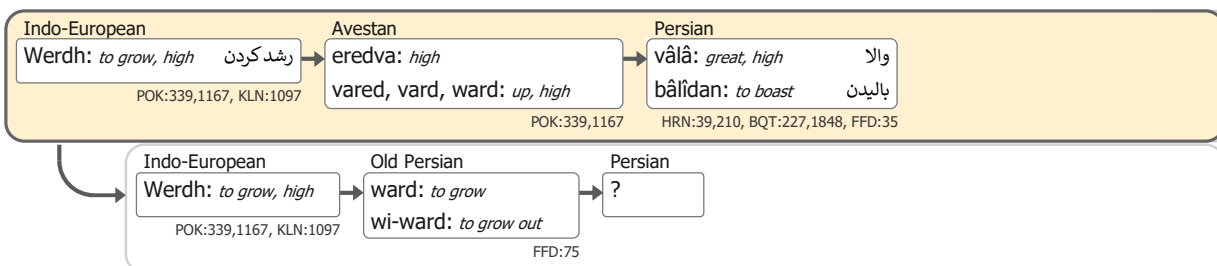 Indo-European Avestan Persian
Werdh: to grow, high رشد کردن eredva: high vâlâ: great, high والا
vared, vard, ward: up, high bâlîdan: to boast بالیدن
POK:339,1167, KLN:1097 POK:339,1167 HRN:39,210, BQT:227,1848, FFD:35
Indo-European Old Persian Persian
Werdh: to grow, high ward: to grow ?
wi-ward: to grow out
POK:339,1167, KLN:1097 FFD:75